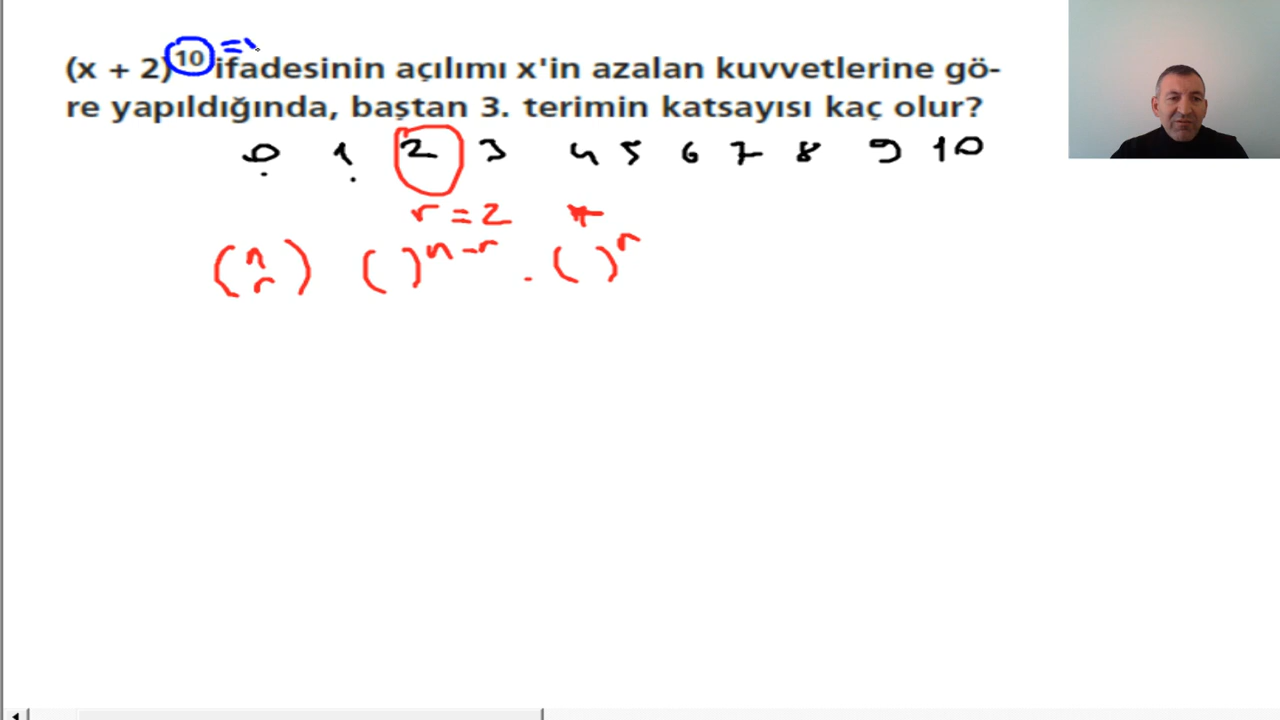 (x + 2)¹⁰ = ifadesinin açılımı x'in azalan kuvvetlerine gö-
re yapıldığında, baştan 3. terimin katsayısı kaç olur?
0 1 2 3 4 5 6 7 8 9 10
r = 2
(n r) ( )ⁿ⁻ʳ . ( )ʳ